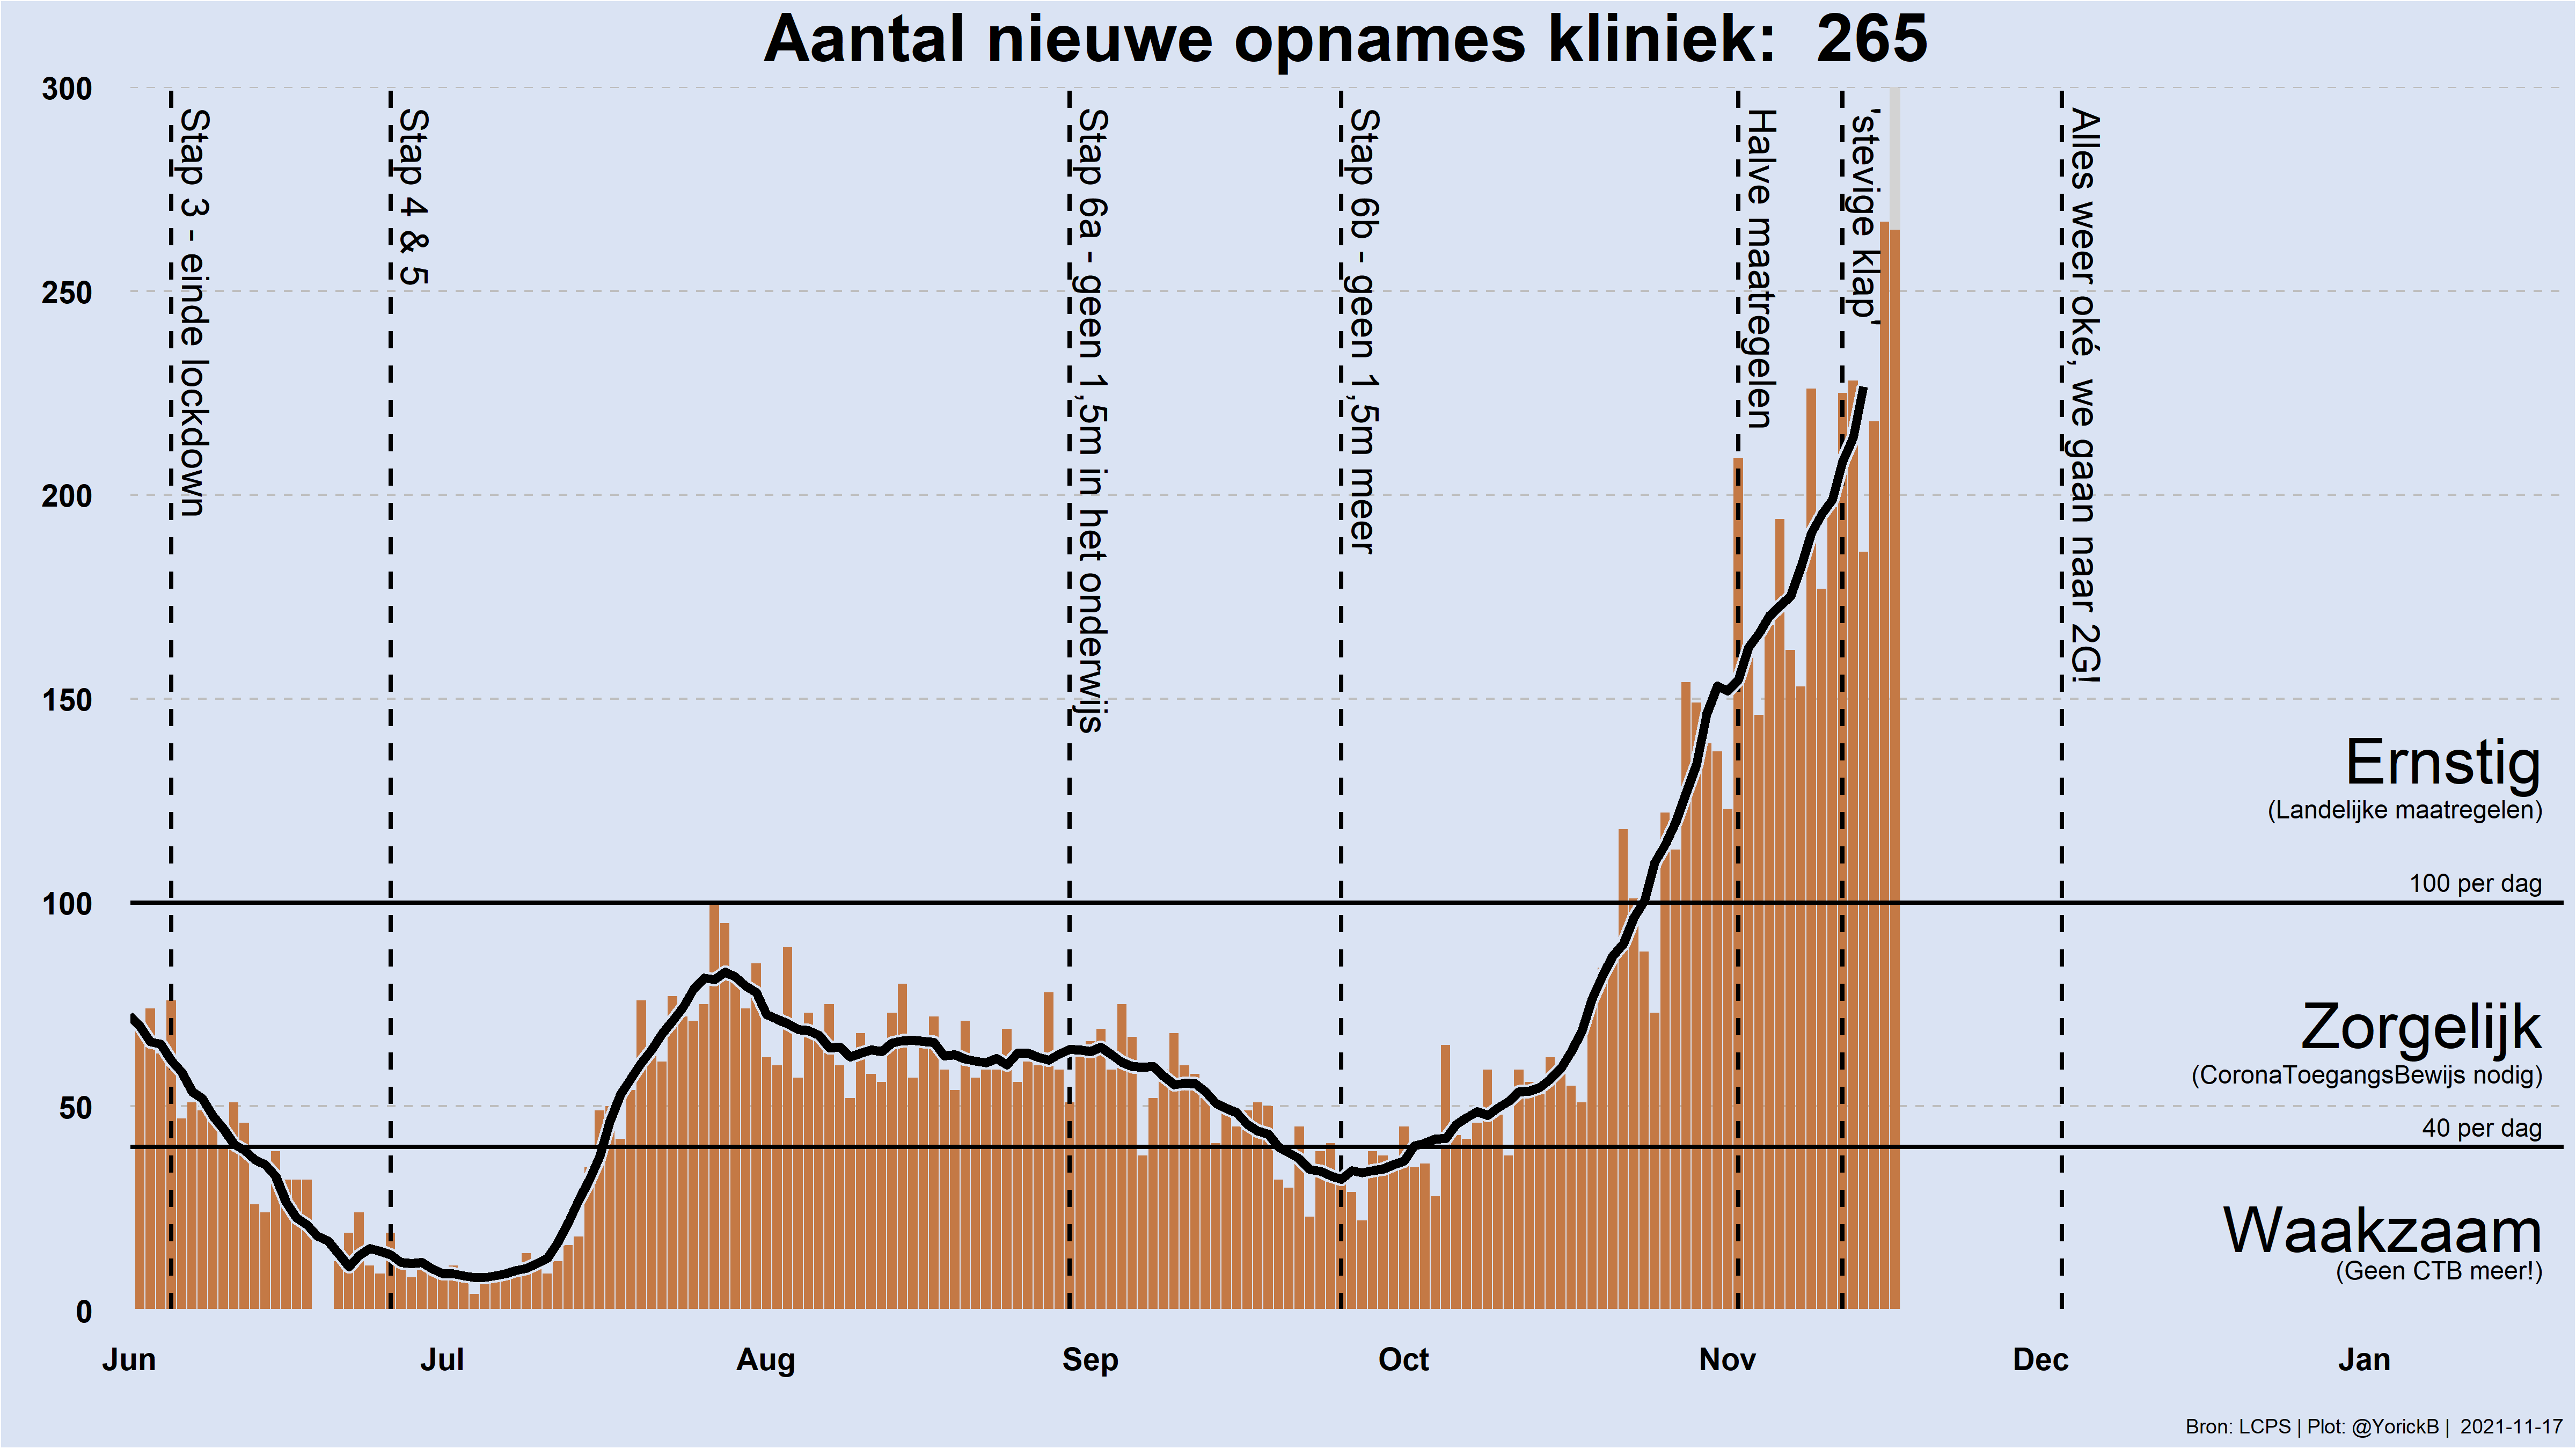 Aantal nieuwe opnames kliniek:  265
300
250
200
150
100
50
0
Stap 3 - einde lockdown
Stap 4 & 5
Stap 6a - geen 1,5m in het onderwijs
Stap 6b - geen 1,5m meer
Halve maatregelen
'stevige klap'
Alles weer oké, we gaan naar 2G!
Ernstig
(Landelijke maatregelen)
100 per dag
Zorgelijk
(CoronaToegangsBewijs nodig)
40 per dag
Waakzaam
(Geen CTB meer!)
Jun
Jul
Aug
Sep
Oct
Nov
Dec
Jan
Bron: LCPS | Plot: @YorickB |  2021-11-17